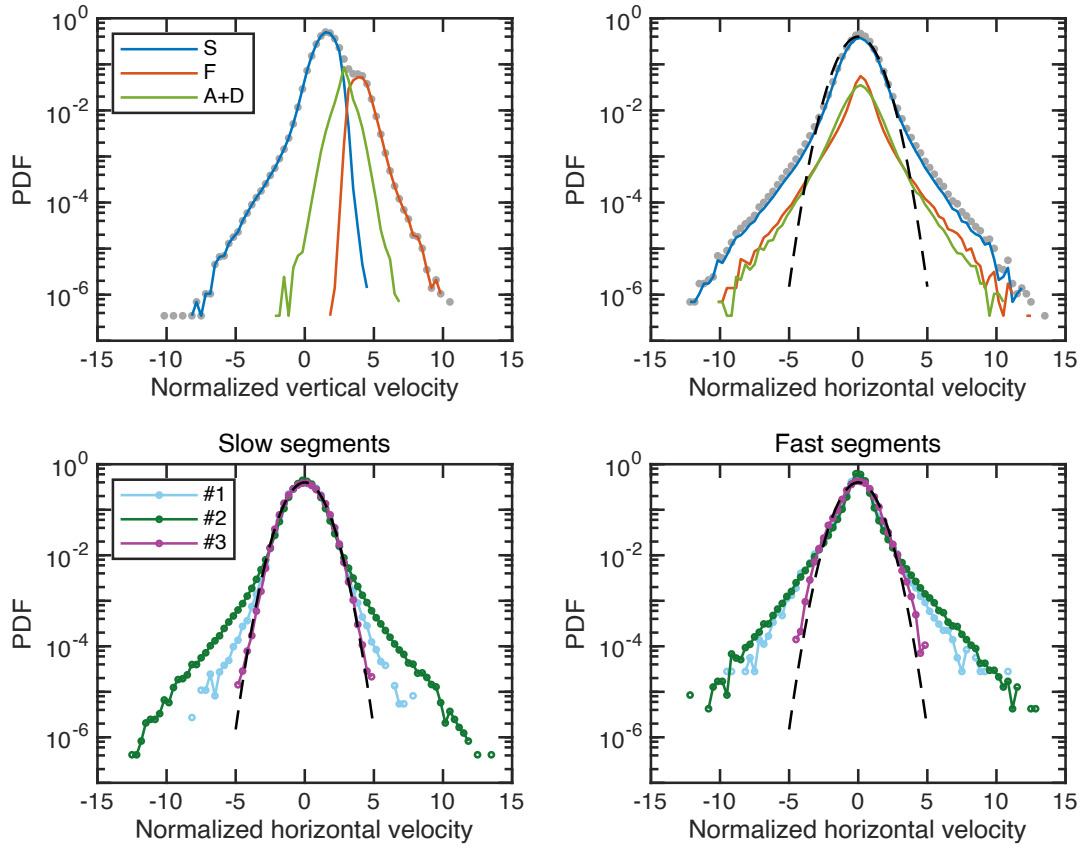 10^0
10^-2
10^-4
10^-6
PDF
S
F
A+D
-15 -10 -5 0 5 10 15
Normalized vertical velocity
10^0
10^-2
10^-4
10^-6
PDF
-15 -10 -5 0 5 10 15
Normalized horizontal velocity
Slow segments
10^0
10^-2
10^-4
10^-6
PDF
#1
#2
#3
-15 -10 -5 0 5 10 15
Normalized horizontal velocity
Fast segments
10^0
10^-2
10^-4
10^-6
PDF
-15 -10 -5 0 5 10 15
Normalized horizontal velocity